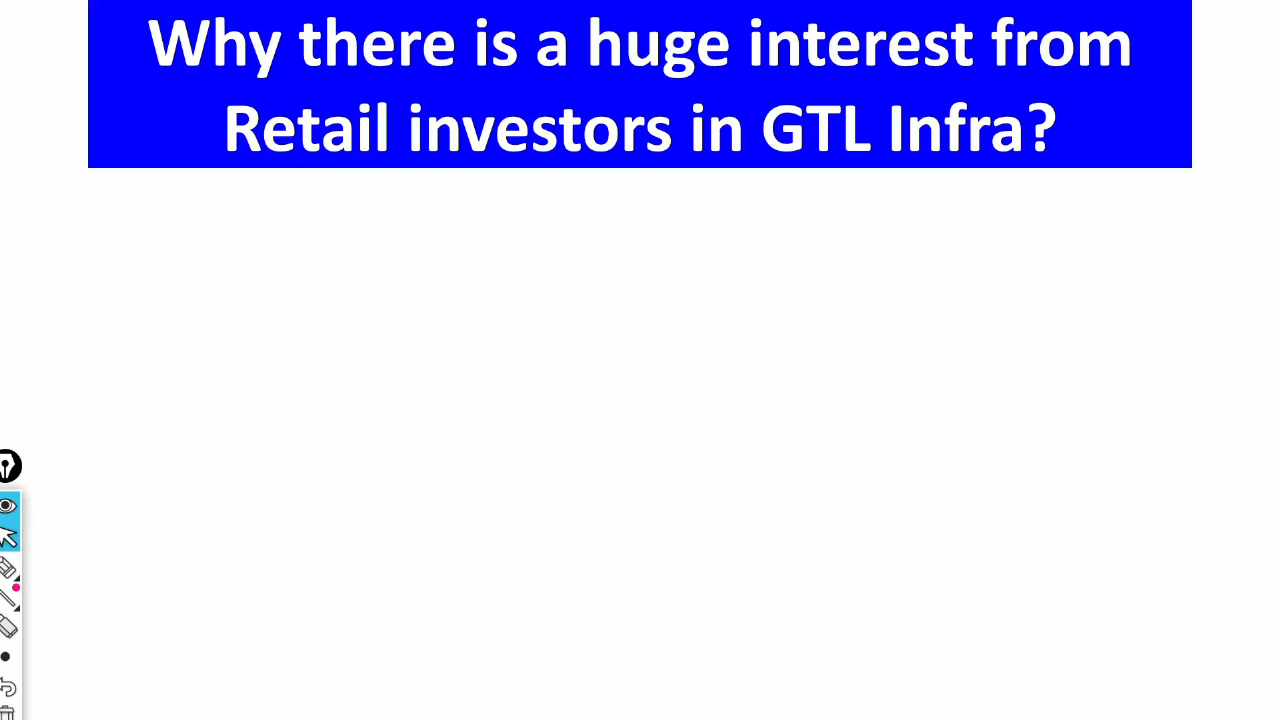 Why there is a huge interest from
Retail investors in GTL Infra?